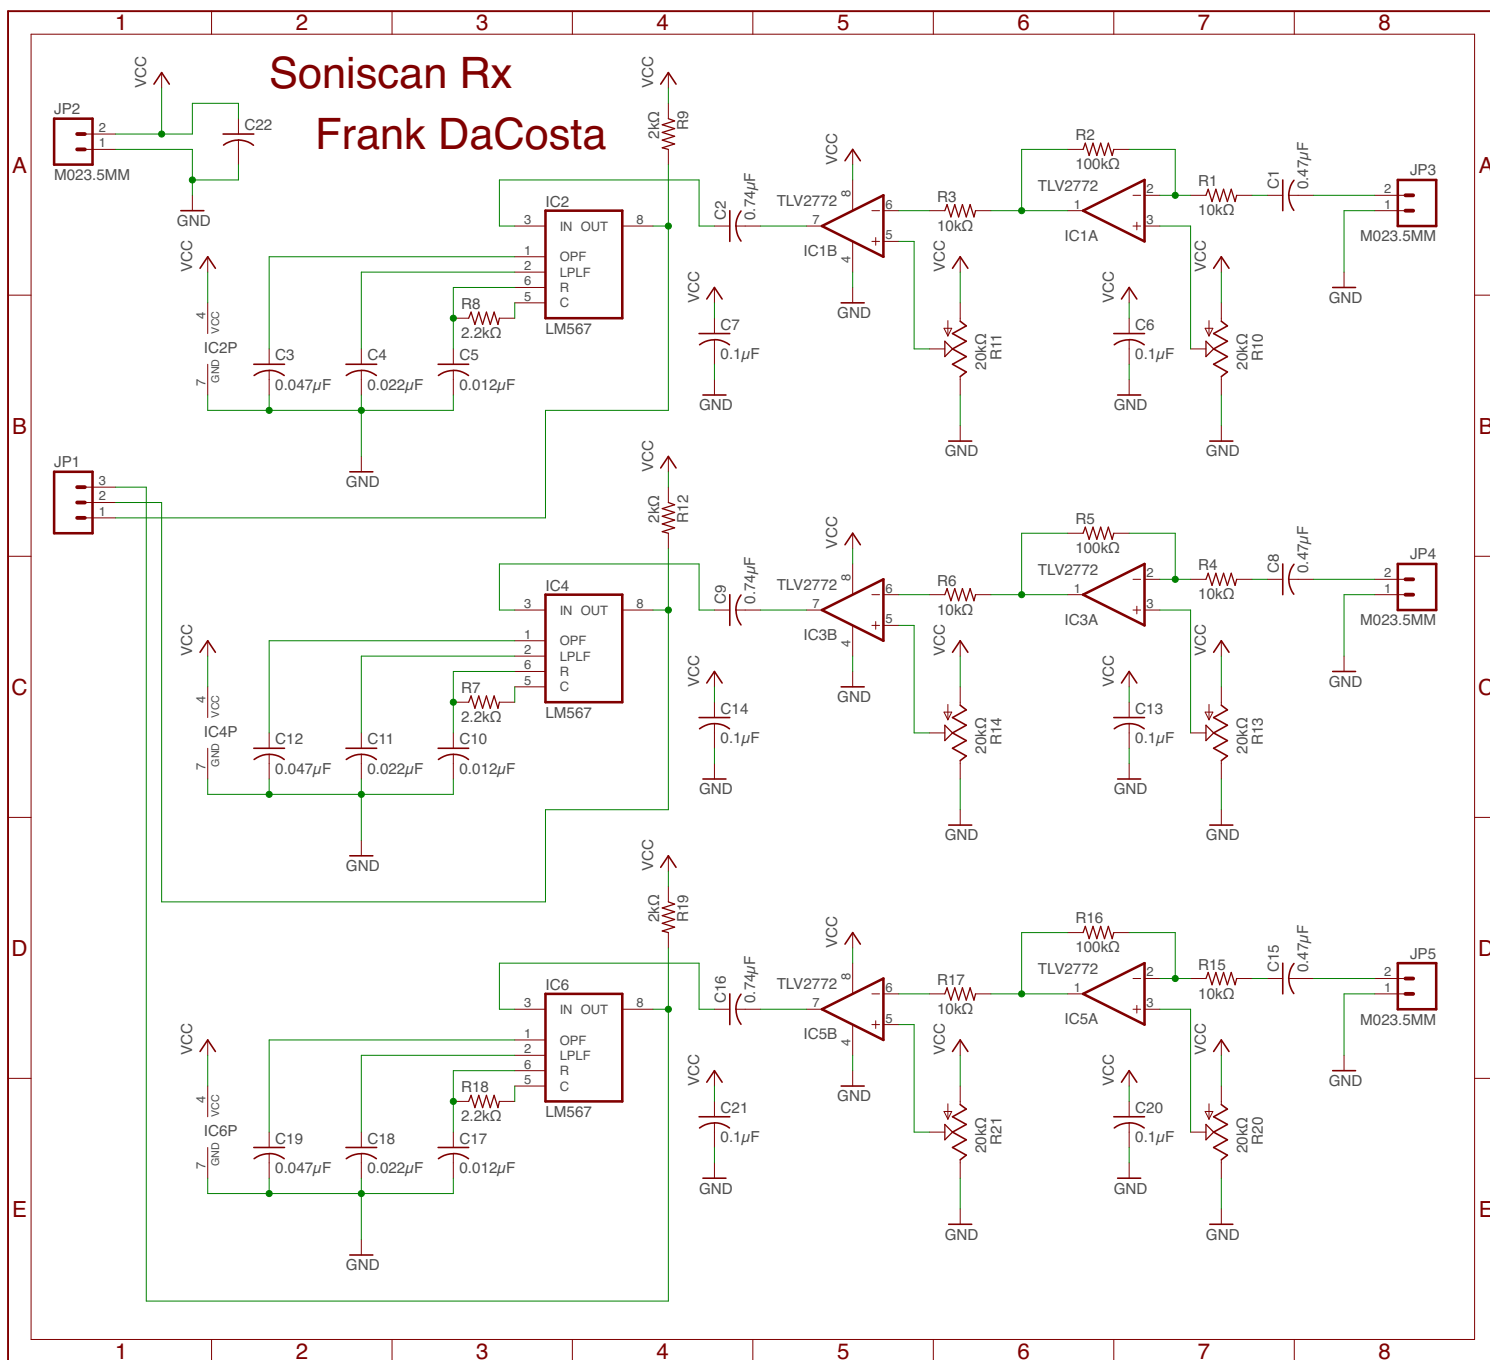 1 2 3 4 5 6 7 8
Soniscan Rx
Frank DaCosta
A
JP2
2
1
M023.5MM
VCC
C22
GND
VCC
2kΩ
R9
IC2
3 IN OUT 8
1 OPF
2 LPLF
6 R
5 C
LM567
R8
2.2kΩ
VCC
4 VCC
IC2P
7 GND
C3
0.047µF
C4
0.022µF
C5
0.012µF
GND
C2
0.74µF
VCC
C7
0.1µF
GND
VCC
TLV2772
8
7
6
5
4
IC1B
GND
R3
10kΩ
VCC
20kΩ
R11
GND
R2
100kΩ
TLV2772
1
2
3
IC1A
VCC
C6
0.1µF
GND
R1
10kΩ
VCC
20kΩ
R10
GND
C1
0.47µF
JP3
2
1
M023.5MM
GND
A
B
JP1
3
2
1
B
VCC
2kΩ
R12
IC4
3 IN OUT 8
1 OPF
2 LPLF
6 R
5 C
LM567
R7
2.2kΩ
C
VCC
4 VCC
IC4P
7 GND
C12
0.047µF
C11
0.022µF
C10
0.012µF
GND
C9
0.74µF
VCC
C14
0.1µF
GND
VCC
TLV2772
8
7
6
5
4
IC3B
GND
R6
10kΩ
VCC
20kΩ
R14
GND
R5
100kΩ
TLV2772
1
2
3
IC3A
VCC
C13
0.1µF
GND
R4
10kΩ
VCC
20kΩ
R13
GND
C8
0.47µF
JP4
2
1
M023.5MM
GND
C
D
VCC
2kΩ
R19
IC6
3 IN OUT 8
1 OPF
2 LPLF
6 R
5 C
LM567
R18
2.2kΩ
VCC
4 VCC
IC6P
7 GND
C19
0.047µF
C18
0.022µF
C17
0.012µF
GND
C16
0.74µF
VCC
C21
0.1µF
GND
VCC
TLV2772
8
7
6
5
4
IC5B
GND
R17
10kΩ
VCC
20kΩ
R21
GND
R16
100kΩ
TLV2772
1
2
3
IC5A
VCC
C20
0.1µF
GND
R15
10kΩ
VCC
20kΩ
R20
GND
C15
0.47µF
JP5
2
1
M023.5MM
GND
D
E
E
1 2 3 4 5 6 7 8